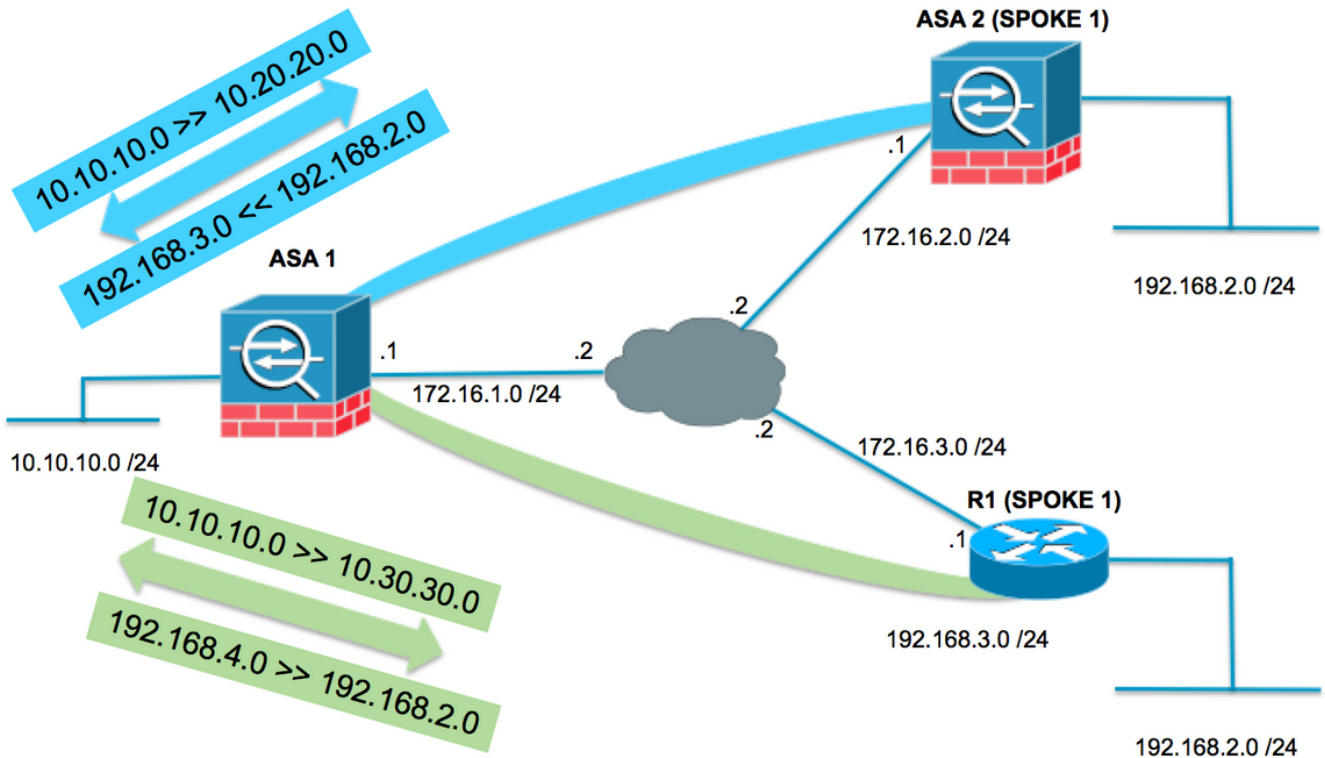 ASA 2 (SPOKE 1)
10.10.10.0 >> 10.20.20.0
192.168.3.0 << 192.168.2.0
.1
172.16.2.0 /24
192.168.2.0 /24
ASA 1
.2
.1
.2
172.16.1.0 /24
.2
172.16.3.0 /24
10.10.10.0 /24
R1 (SPOKE 1)
.1
10.10.10.0 >> 10.30.30.0
192.168.4.0 >> 192.168.2.0
192.168.3.0 /24
192.168.2.0 /24